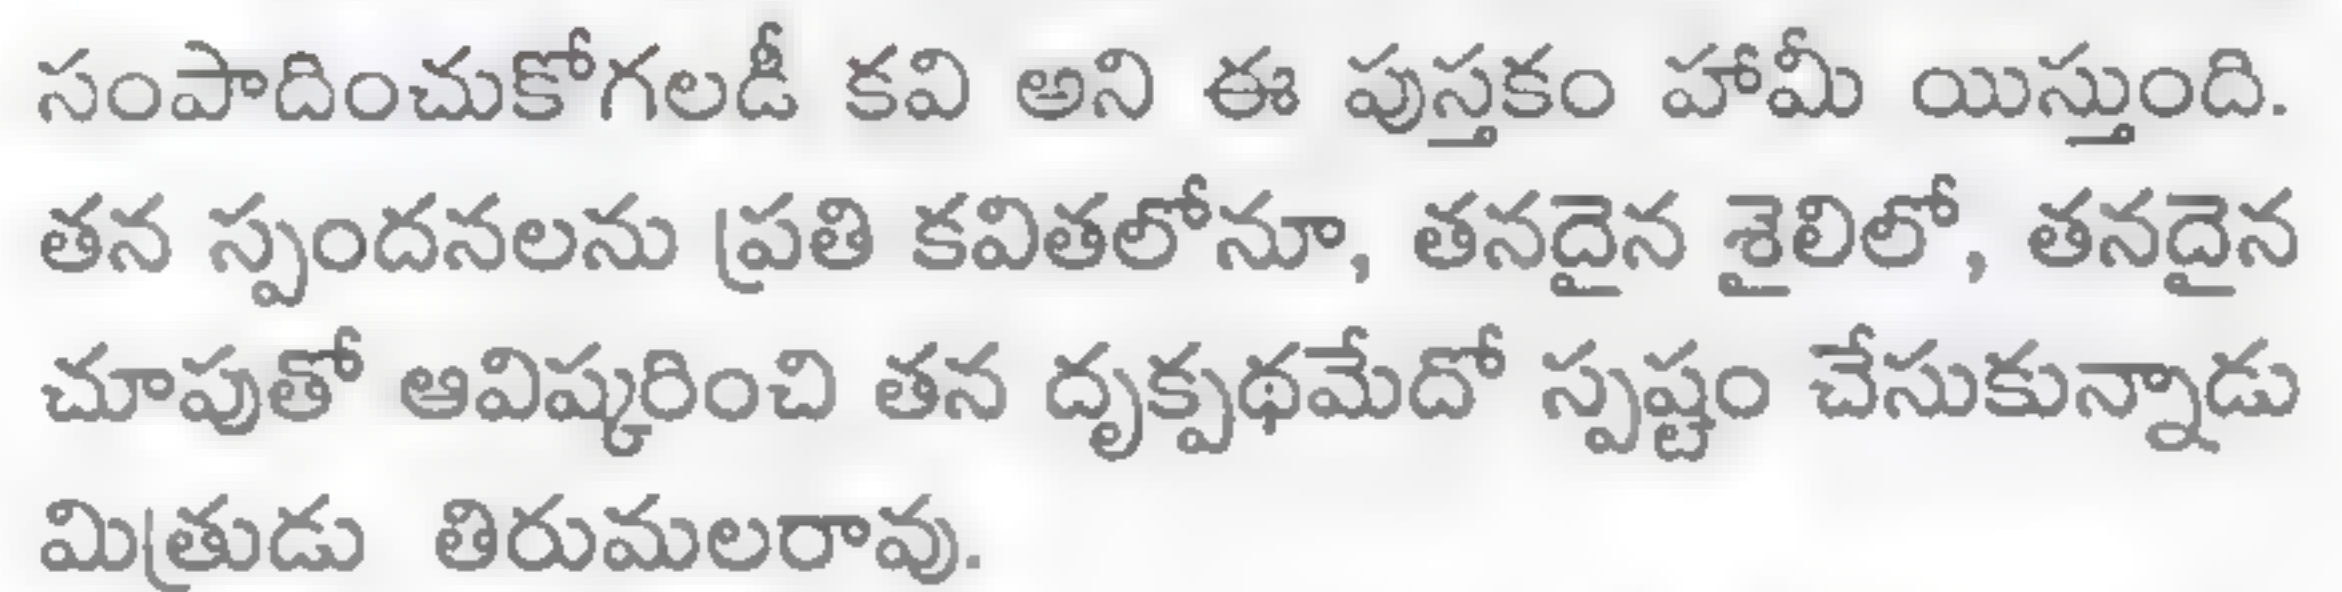 సంపాదించుకోగలడీ కవి అని ఈ పుస్తకం హామీ యిస్తుంది.
తన స్పందనలను ప్రతి కవితలోనూ, తనదైన శైలిలో, తనదైన
చూపుతో ఆవిష్కరించి తన దృక్పథమేదో స్పష్టం చేసుకున్నాడు
మిత్రుడు తిరుమలరావు.